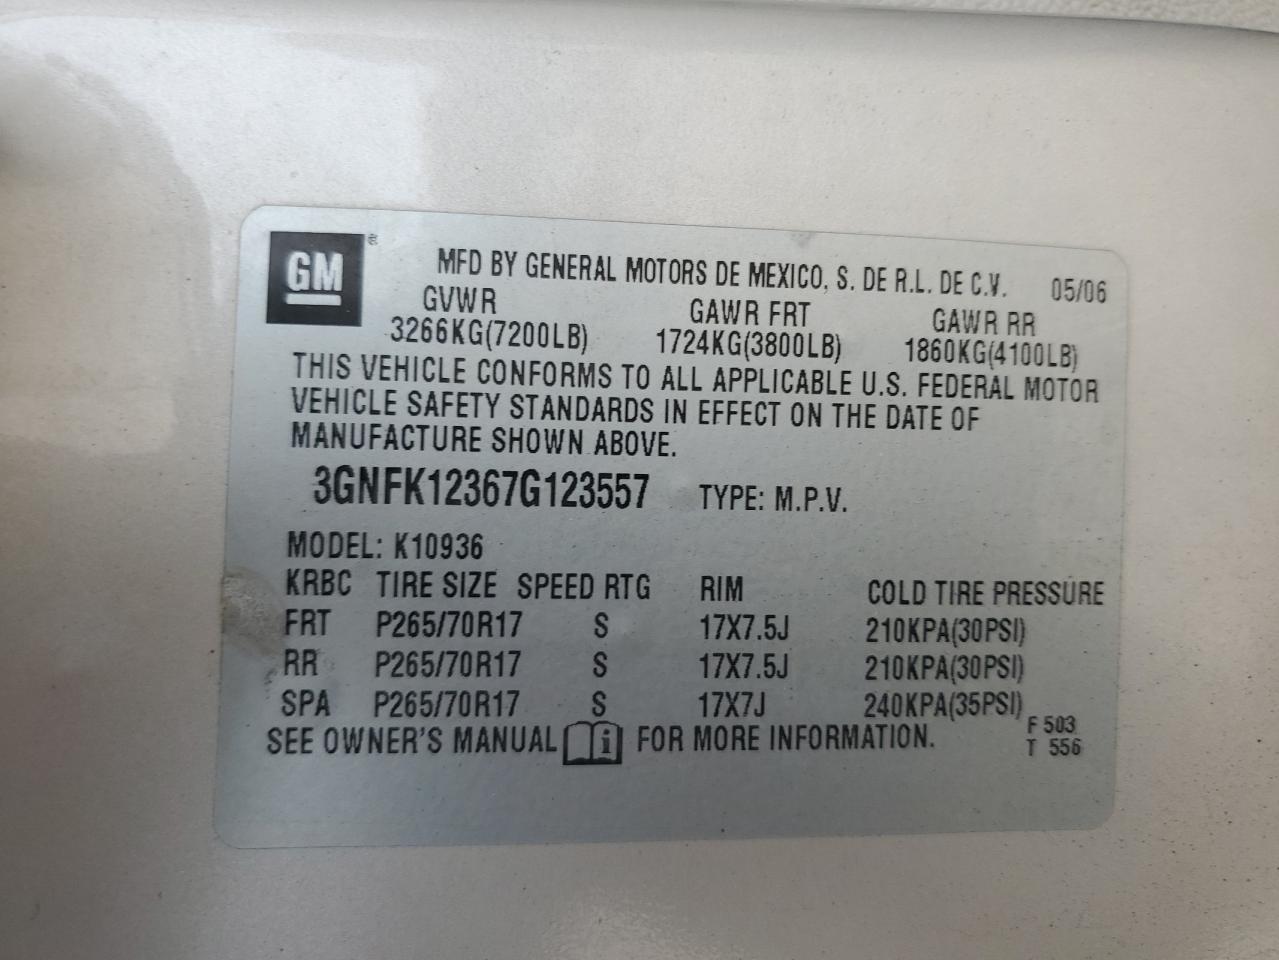 GM
MFD BY GENERAL MOTORS DE MEXICO, S. DE R.L. DE C.V. 05/06
GVWR GAWR FRT GAWR RR
3266KG(7200LB) 1724KG(3800LB) 1860KG(4100LB)
THIS VEHICLE CONFORMS TO ALL APPLICABLE U.S. FEDERAL MOTOR
VEHICLE SAFETY STANDARDS IN EFFECT ON THE DATE OF
MANUFACTURE SHOWN ABOVE.
3GNFK12367G123557 TYPE: M.P.V.
MODEL: K10936
KRBC TIRE SIZE SPEED RTG RIM COLD TIRE PRESSURE
FRT P265/70R17 S 17X7.5J 210KPA(30PSI)
RR P265/70R17 S 17X7.5J 210KPA(30PSI)
SPA P265/70R17 S 17X7J 240KPA(35PSI)
SEE OWNER'S MANUAL i FOR MORE INFORMATION.
F 503
T 556